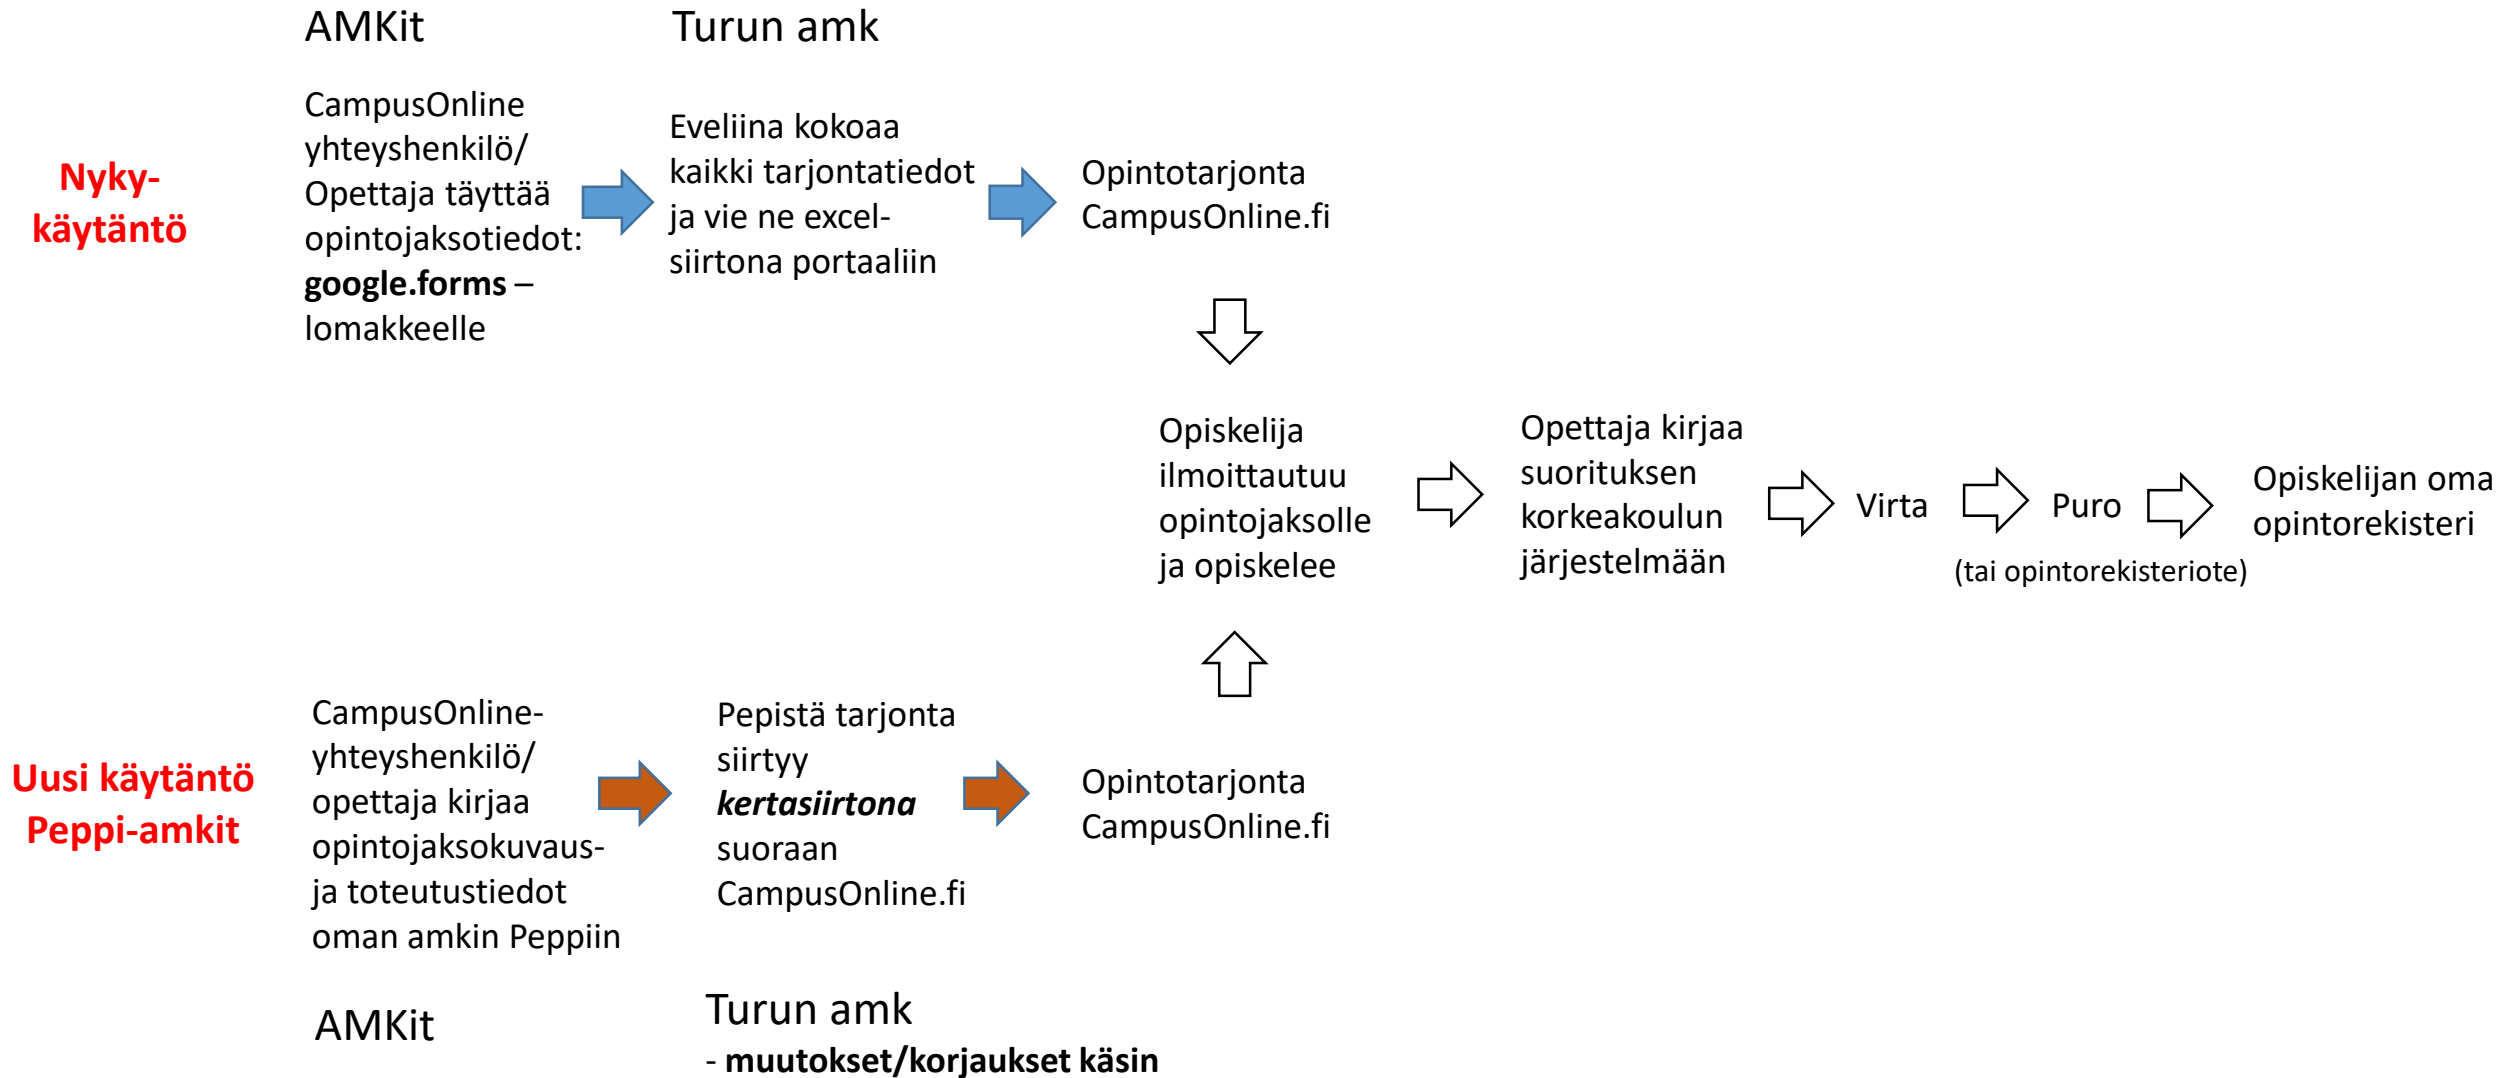 AMKit
Turun amk
Nyky-
käytäntö
CampusOnline
yhteyshenkilö/
Opettaja täyttää
opintojaksotiedot:
google.forms –
lomakkeelle
Eveliina kokoaa
kaikki tarjontatiedot
ja vie ne excel-
siirtona portaaliin
Opintotarjonta
CampusOnline.fi
Opiskelija
ilmoittautuu
opintojaksolle
ja opiskelee
Opettaja kirjaa
suorituksen
korkeakoulun
järjestelmään
Virta
Puro
(tai opintorekisteriote)
Opiskelijan oma
opintorekisteri
Uusi käytäntö
Peppi-amkit
CampusOnline-
yhteyshenkilö/
opettaja kirjaa
opintojaksokuvaus-
ja toteutustiedot
oman amkin Peppiin
Pepistä tarjonta
siirtyy
kertasiirtona
suoraan
CampusOnline.fi
Opintotarjonta
CampusOnline.fi
AMKit
Turun amk
- muutokset/korjaukset käsin